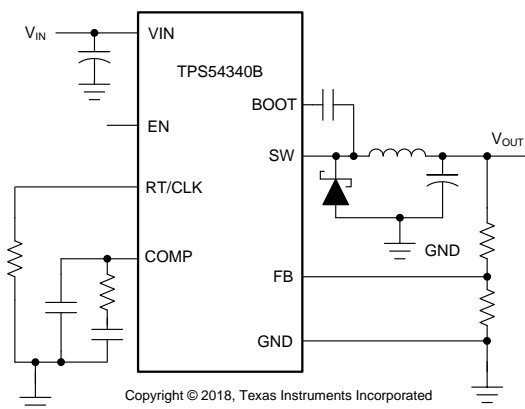 V_IN
VIN
TPS54340B
BOOT
EN
SW
V_OUT
RT/CLK
COMP
GND
FB
GND
Copyright © 2018, Texas Instruments Incorporated